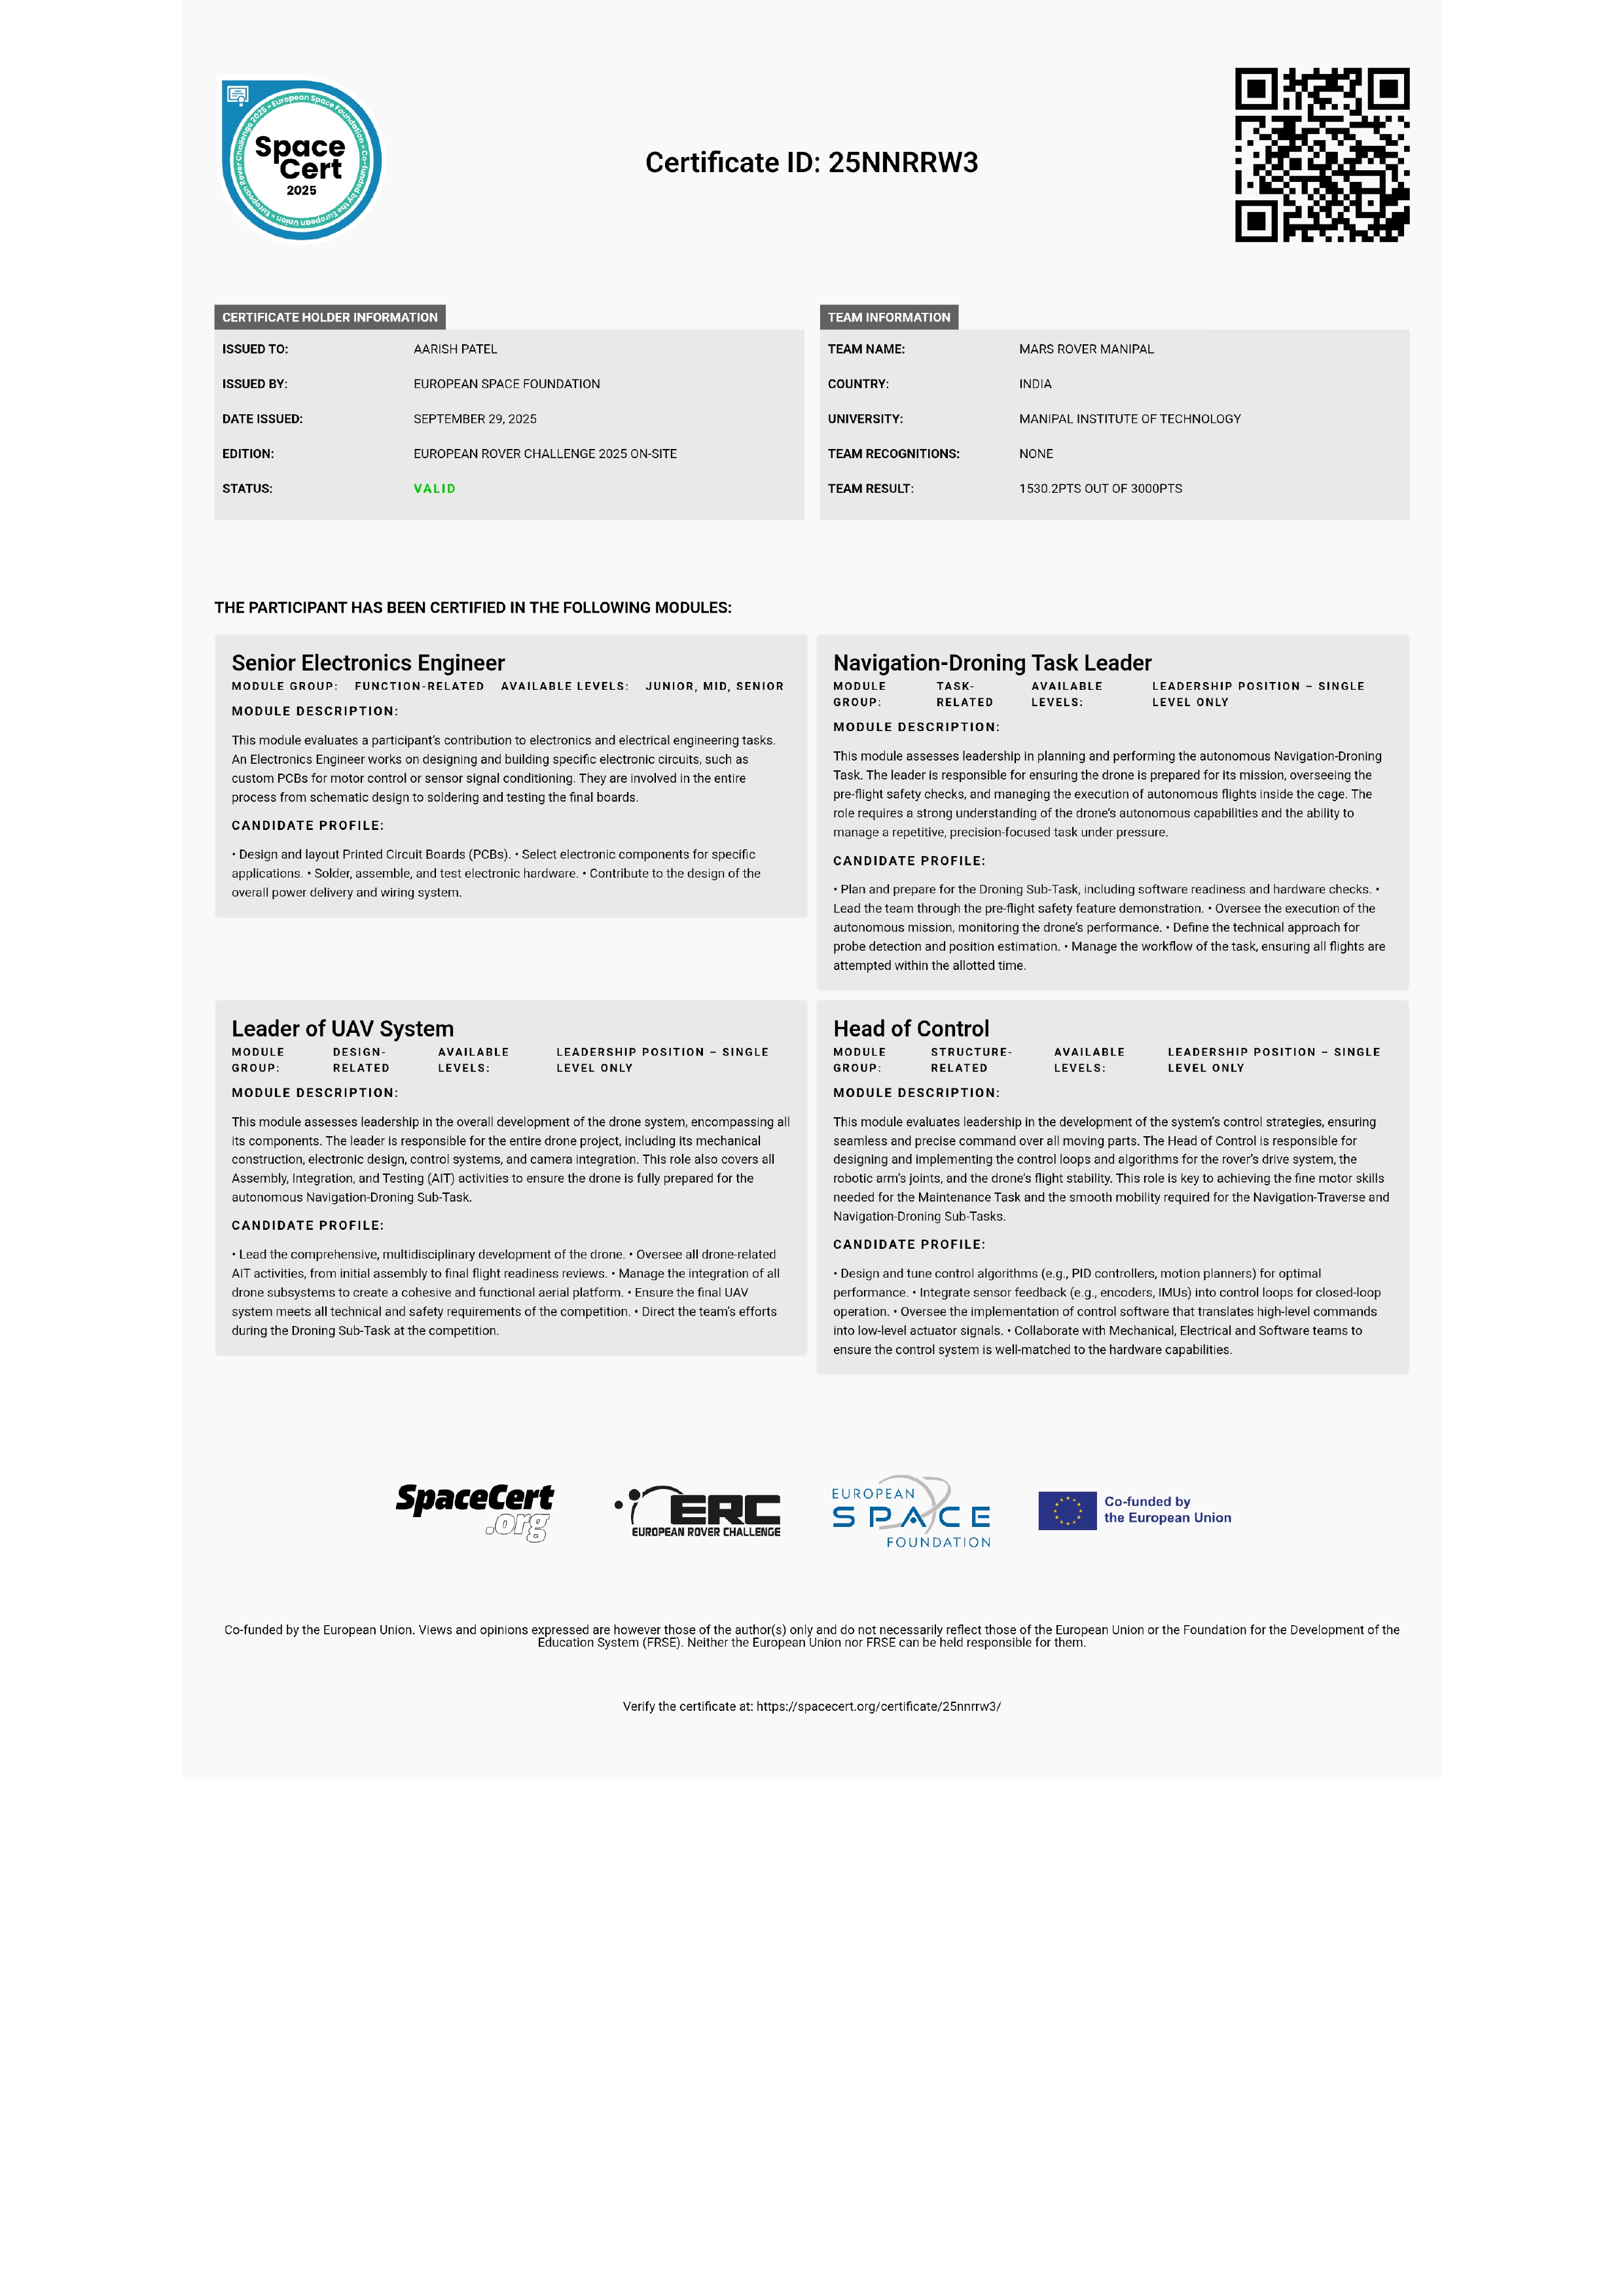 European Rover Challenge 2025 • European Space Foundation • Co-funded by the European Union •
Space
Cert
2025
Certificate ID: 25NNRRW3
CERTIFICATE HOLDER INFORMATION
ISSUED TO: AARISH PATEL
ISSUED BY: EUROPEAN SPACE FOUNDATION
DATE ISSUED: SEPTEMBER 29, 2025
EDITION: EUROPEAN ROVER CHALLENGE 2025 ON-SITE
STATUS: VALID
TEAM INFORMATION
TEAM NAME: MARS ROVER MANIPAL
COUNTRY: INDIA
UNIVERSITY: MANIPAL INSTITUTE OF TECHNOLOGY
TEAM RECOGNITIONS: NONE
TEAM RESULT: 1530.2PTS OUT OF 3000PTS
THE PARTICIPANT HAS BEEN CERTIFIED IN THE FOLLOWING MODULES:
Senior Electronics Engineer
MODULE GROUP: FUNCTION-RELATED AVAILABLE LEVELS: JUNIOR, MID, SENIOR
MODULE DESCRIPTION:
This module evaluates a participant's contribution to electronics and electrical engineering tasks.
An Electronics Engineer works on designing and building specific electronic circuits, such as
custom PCBs for motor control or sensor signal conditioning. They are involved in the entire
process from schematic design to soldering and testing the final boards.
CANDIDATE PROFILE:
• Design and layout Printed Circuit Boards (PCBs). • Select electronic components for specific
applications. • Solder, assemble, and test electronic hardware. • Contribute to the design of the
overall power delivery and wiring system.
Navigation-Droning Task Leader
MODULE GROUP: TASK-RELATED AVAILABLE LEVELS: LEADERSHIP POSITION – SINGLE LEVEL ONLY
MODULE DESCRIPTION:
This module assesses leadership in planning and performing the autonomous Navigation-Droning
Task. The leader is responsible for ensuring the drone is prepared for its mission, overseeing the
pre-flight safety checks, and managing the execution of autonomous flights inside the cage. The
role requires a strong understanding of the drone's autonomous capabilities and the ability to
manage a repetitive, precision-focused task under pressure.
CANDIDATE PROFILE:
• Plan and prepare for the Droning Sub-Task, including software readiness and hardware checks. •
Lead the team through the pre-flight safety feature demonstration. • Oversee the execution of the
autonomous mission, monitoring the drone's performance. • Define the technical approach for
probe detection and position estimation. • Manage the workflow of the task, ensuring all flights are
attempted within the allotted time.
Leader of UAV System
MODULE GROUP: DESIGN-RELATED AVAILABLE LEVELS: LEADERSHIP POSITION – SINGLE LEVEL ONLY
MODULE DESCRIPTION:
This module assesses leadership in the overall development of the drone system, encompassing all
its components. The leader is responsible for the entire drone project, including its mechanical
construction, electronic design, control systems, and camera integration. This role also covers all
Assembly, Integration, and Testing (AIT) activities to ensure the drone is fully prepared for the
autonomous Navigation-Droning Sub-Task.
CANDIDATE PROFILE:
• Lead the comprehensive, multidisciplinary development of the drone. • Oversee all drone-related
AIT activities, from initial assembly to final flight readiness reviews. • Manage the integration of all
drone subsystems to create a cohesive and functional aerial platform. • Ensure the final UAV
system meets all technical and safety requirements of the competition. • Direct the team's efforts
during the Droning Sub-Task at the competition.
Head of Control
MODULE GROUP: STRUCTURE-RELATED AVAILABLE LEVELS: LEADERSHIP POSITION – SINGLE LEVEL ONLY
MODULE DESCRIPTION:
This module evaluates leadership in the development of the system's control strategies, ensuring
seamless and precise command over all moving parts. The Head of Control is responsible for
designing and implementing the control loops and algorithms for the rover's drive system, the
robotic arm's joints, and the drone's flight stability. This role is key to achieving the fine motor skills
needed for the Maintenance Task and the smooth mobility required for the Navigation-Traverse and
Navigation-Droning Sub-Tasks.
CANDIDATE PROFILE:
• Design and tune control algorithms (e.g., PID controllers, motion planners) for optimal
performance. • Integrate sensor feedback (e.g., encoders, IMUs) into control loops for closed-loop
operation. • Oversee the implementation of control software that translates high-level commands
into low-level actuator signals. • Collaborate with Mechanical, Electrical and Software teams to
ensure the control system is well-matched to the hardware capabilities.
SpaceCert
.org
ERC
EUROPEAN ROVER CHALLENGE
EUROPEAN
SPACE
FOUNDATION
Co-funded by
the European Union
Co-funded by the European Union. Views and opinions expressed are however those of the author(s) only and do not necessarily reflect those of the European Union or the Foundation for the Development of the
Education System (FRSE). Neither the European Union nor FRSE can be held responsible for them.
Verify the certificate at: https://spacecert.org/certificate/25nnrrw3/